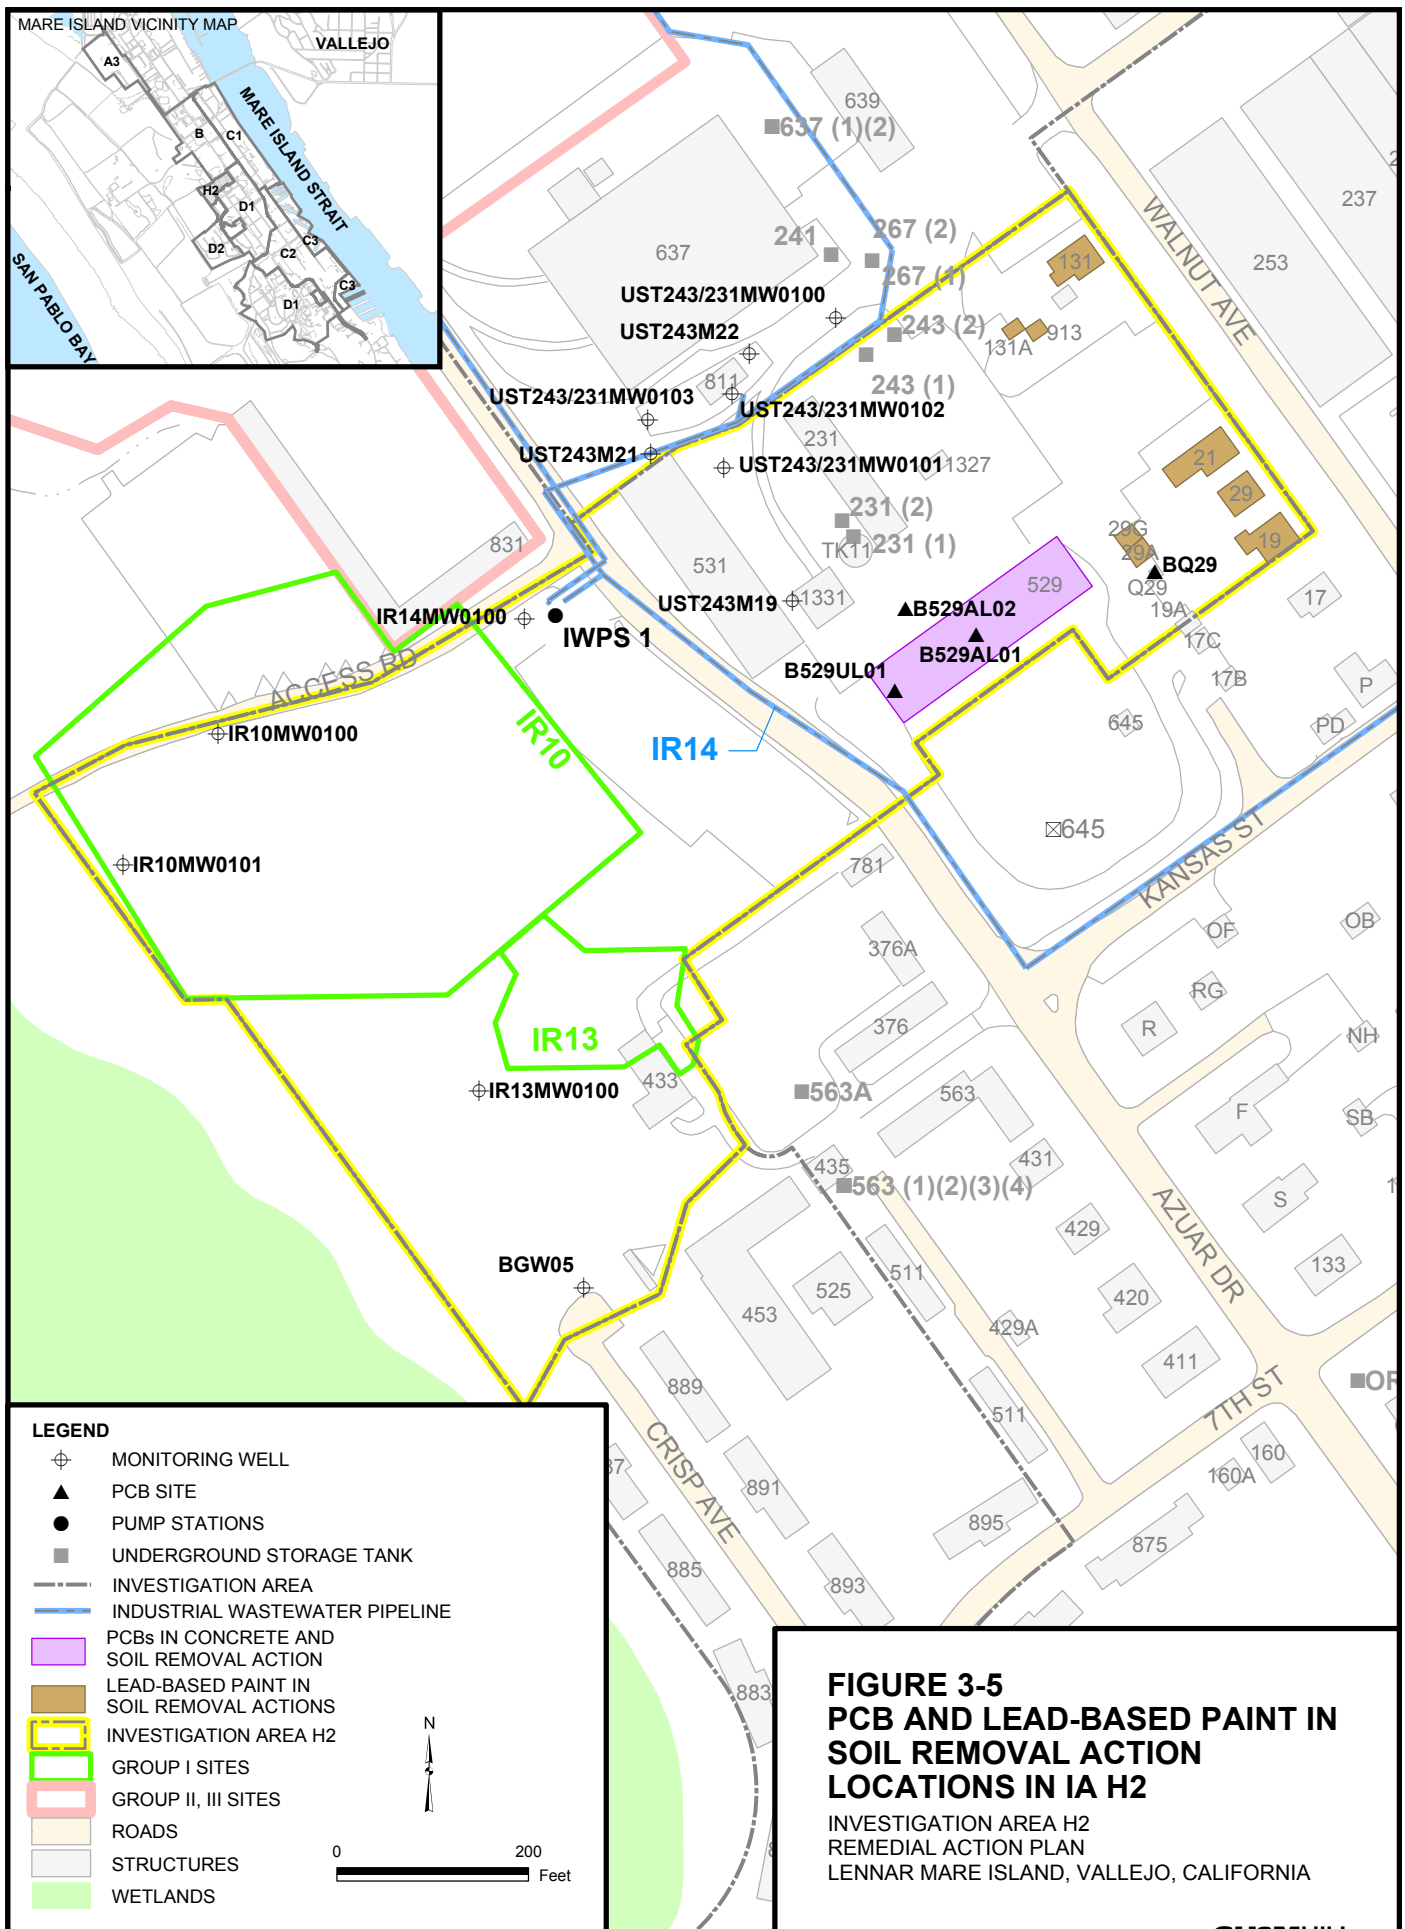 MARE ISLAND VICINITY MAP
VALLEJO
A3
B
C1
MARE ISLAND STRAIT
H2
D1
D2
C2
C3
C3
D1
SAN PABLO BAY
639
637 (1)(2)
237
253
WALNUT AVE
637
241
267 (2)
267 (1)
131
UST243/231MW0100
243 (2)
UST243M22
913
131A
243 (1)
811
UST243/231MW0103
UST243/231MW0102
231
UST243M21
UST243/231MW0101
1327
21
29
231 (2)
29G
19
TK11
231 (1)
29A
831
531
529
BQ29
Q29
UST243M19
1331
17
B529AL02
19A
IR14MW0100
IWPS 1
17C
B529AL01
ACCESS RD
B529UL01
17B
P
IR10MW0100
IR10
IR14
645
PD
645
KANSAS ST
IR10MW0101
781
OF
OB
376A
RG
376
R
NH
IR13
433
IR13MW0100
563A
563
F
SB
435
431
563 (1)(2)(3)(4)
S
AZUAR DR
429
BGW05
511
133
525
420
453
429A
411
889
7TH ST
511
CRISP AVE
160
160A
891
895
875
885
893
883
LEGEND
MONITORING WELL
PCB SITE
PUMP STATIONS
UNDERGROUND STORAGE TANK
INVESTIGATION AREA
INDUSTRIAL WASTEWATER PIPELINE
PCBs IN CONCRETE AND
SOIL REMOVAL ACTION
LEAD-BASED PAINT IN
SOIL REMOVAL ACTIONS
INVESTIGATION AREA H2
GROUP I SITES
GROUP II, III SITES
ROADS
STRUCTURES
WETLANDS
N
0 200
Feet
FIGURE 3-5
PCB AND LEAD-BASED PAINT IN
SOIL REMOVAL ACTION
LOCATIONS IN IA H2
INVESTIGATION AREA H2
REMEDIAL ACTION PLAN
LENNAR MARE ISLAND, VALLEJO, CALIFORNIA